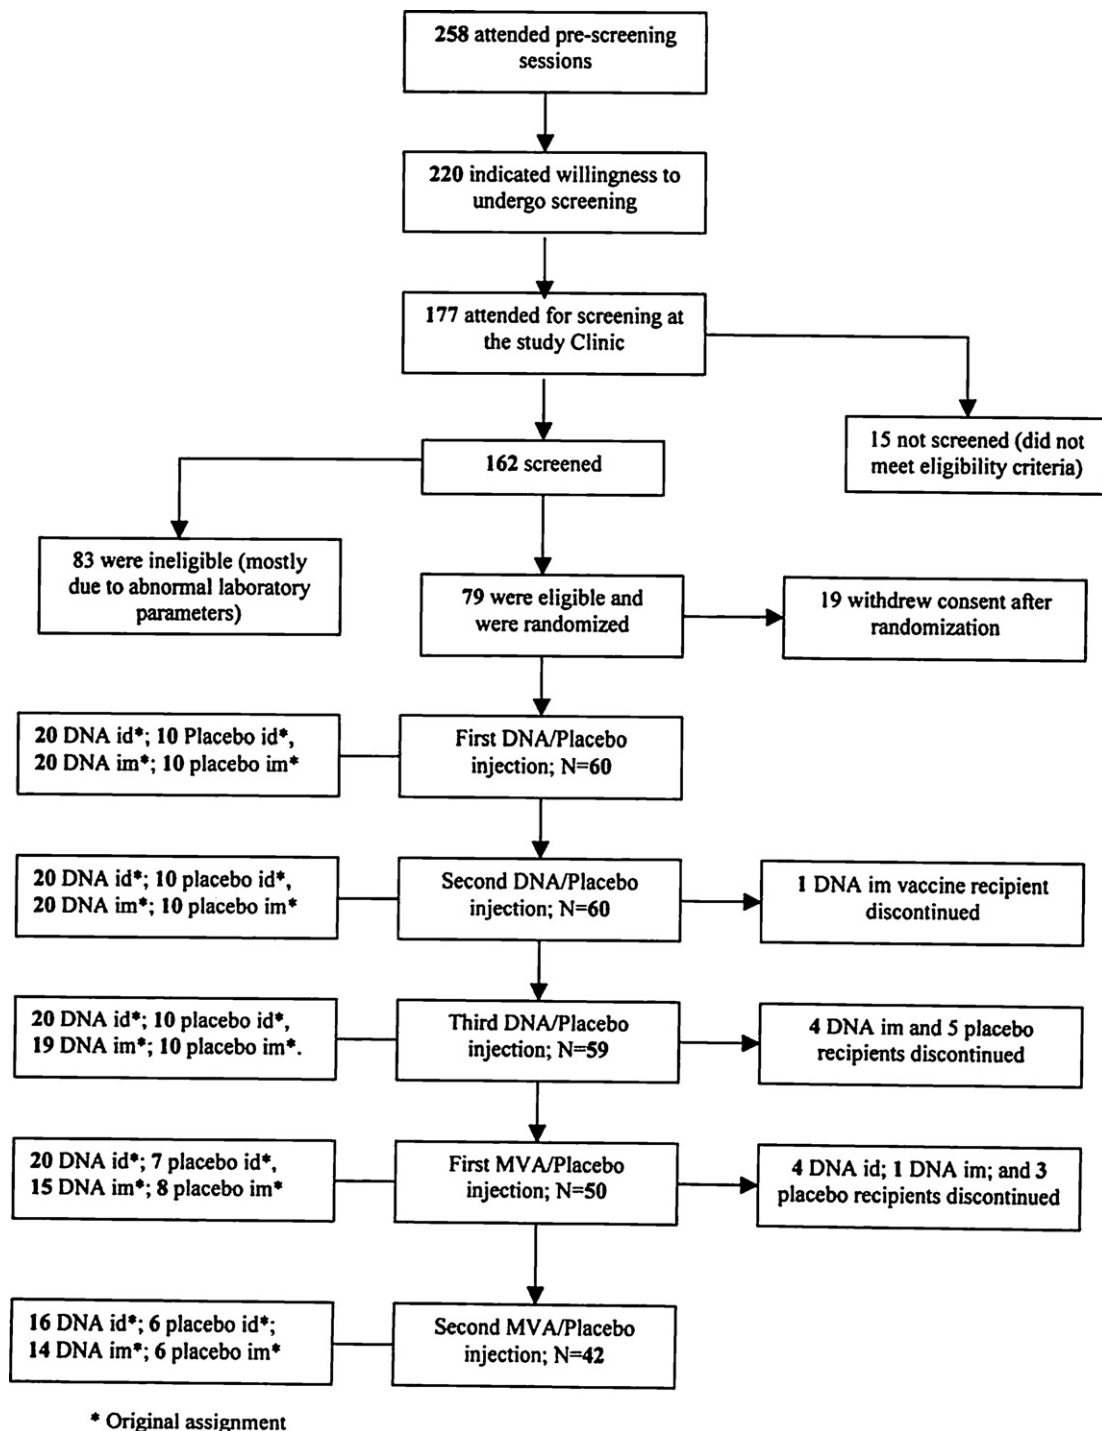 258 attended pre-screening
sessions
220 indicated willingness to
undergo screening
177 attended for screening at
the study Clinic
15 not screened (did not
meet eligibility criteria)
162 screened
83 were ineligible (mostly
due to abnormal laboratory
parameters)
79 were eligible and
were randomized
19 withdrew consent after
randomization
20 DNA id*; 10 Placebo id*,
20 DNA im*; 10 placebo im*
First DNA/Placebo
injection; N=60
20 DNA id*; 10 placebo id*,
20 DNA im*; 10 placebo im*
Second DNA/Placebo
injection; N=60
1 DNA im vaccine recipient
discontinued
20 DNA id*; 10 placebo id*,
19 DNA im*; 10 placebo im*.
Third DNA/Placebo
injection; N=59
4 DNA im and 5 placebo
recipients discontinued
20 DNA id*; 7 placebo id*,
15 DNA im*; 8 placebo im*
First MVA/Placebo
injection; N=50
4 DNA id; 1 DNA im; and 3
placebo recipients discontinued
16 DNA id*; 6 placebo id*;
14 DNA im*; 6 placebo im*
Second MVA/Placebo
injection; N=42
* Original assignment